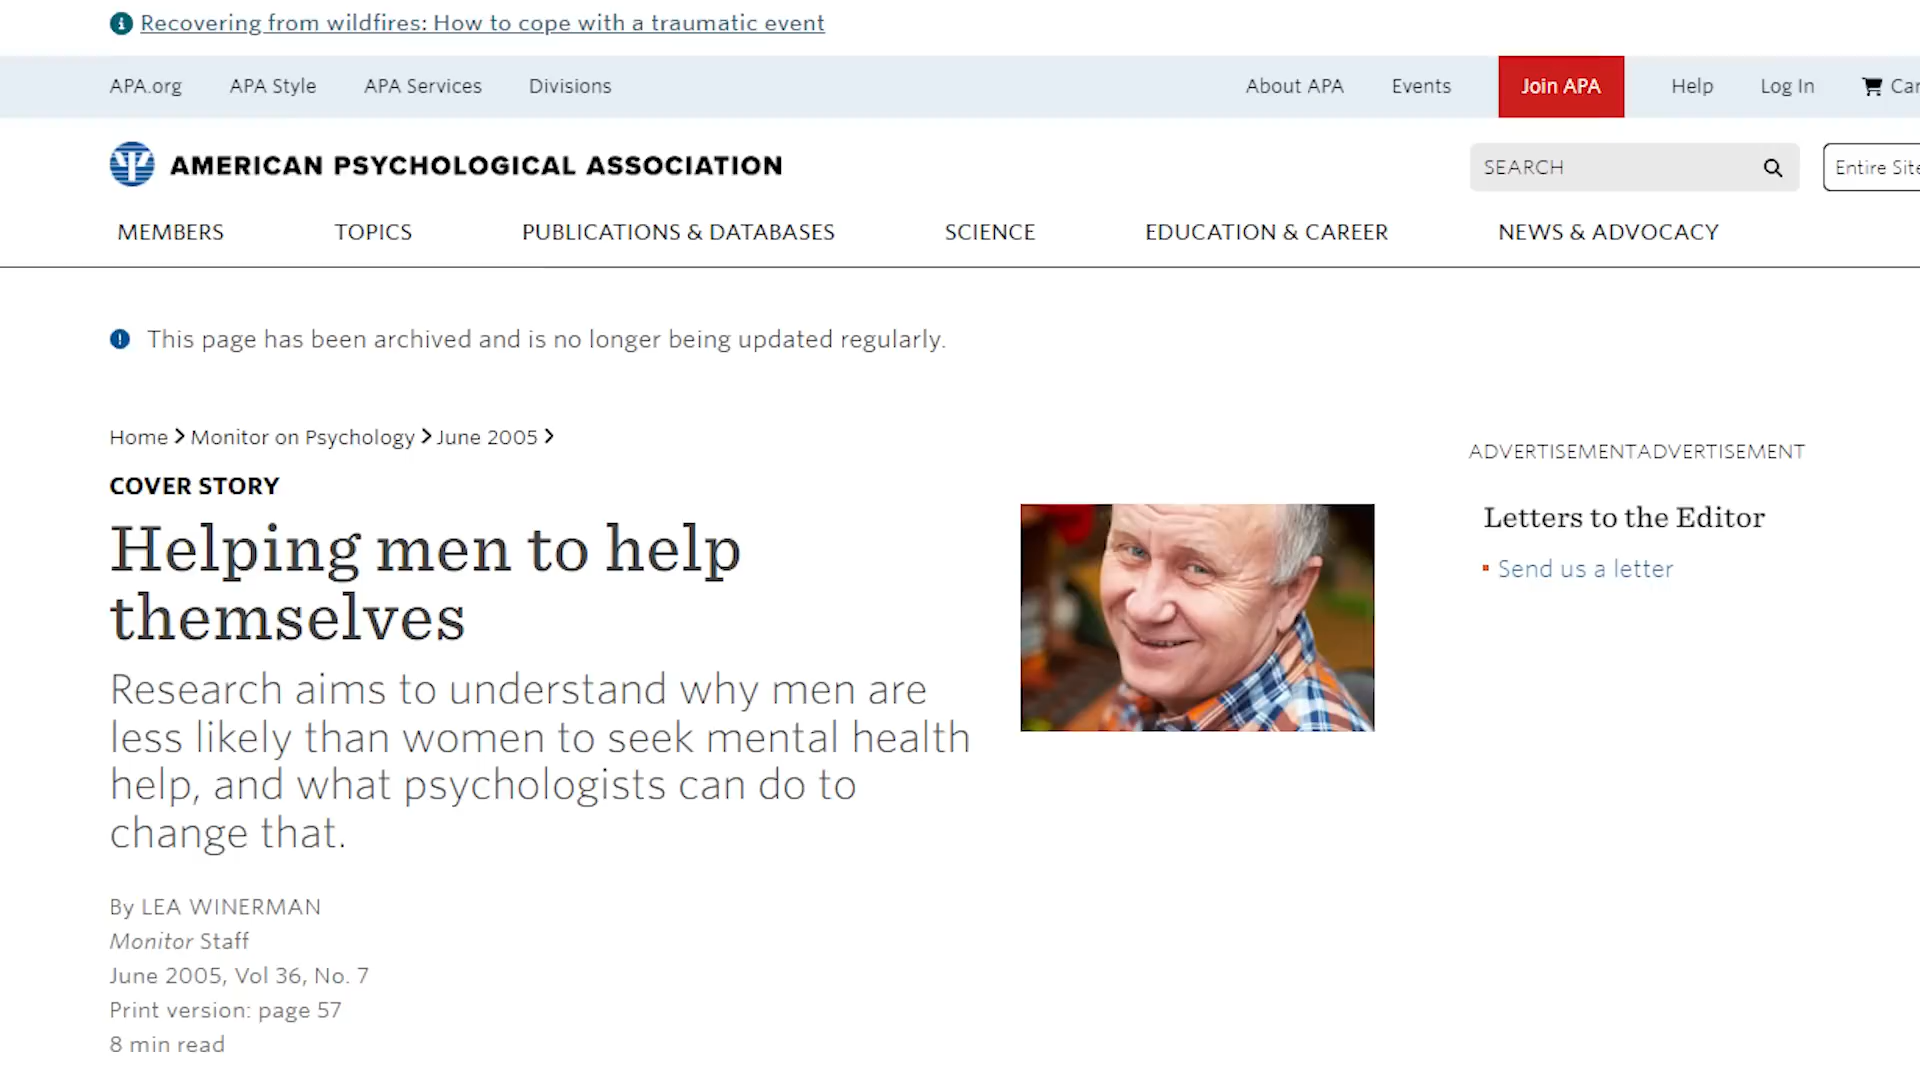 Recovering from wildfires: How to cope with a traumatic event
APA.org APA Style APA Services Divisions About APA Events Join APA Help Log In
AMERICAN PSYCHOLOGICAL ASSOCIATION SEARCH Entire Site
MEMBERS TOPICS PUBLICATIONS & DATABASES SCIENCE EDUCATION & CAREER NEWS & ADVOCACY
This page has been archived and is no longer being updated regularly.
Home > Monitor on Psychology > June 2005 >
COVER STORY
Helping men to help
themselves
Research aims to understand why men are
less likely than women to seek mental health
help, and what psychologists can do to
change that.
By LEA WINERMAN
Monitor Staff
June 2005, Vol 36, No. 7
Print version: page 57
8 min read
ADVERTISEMENTADVERTISEMENT
Letters to the Editor
Send us a letter